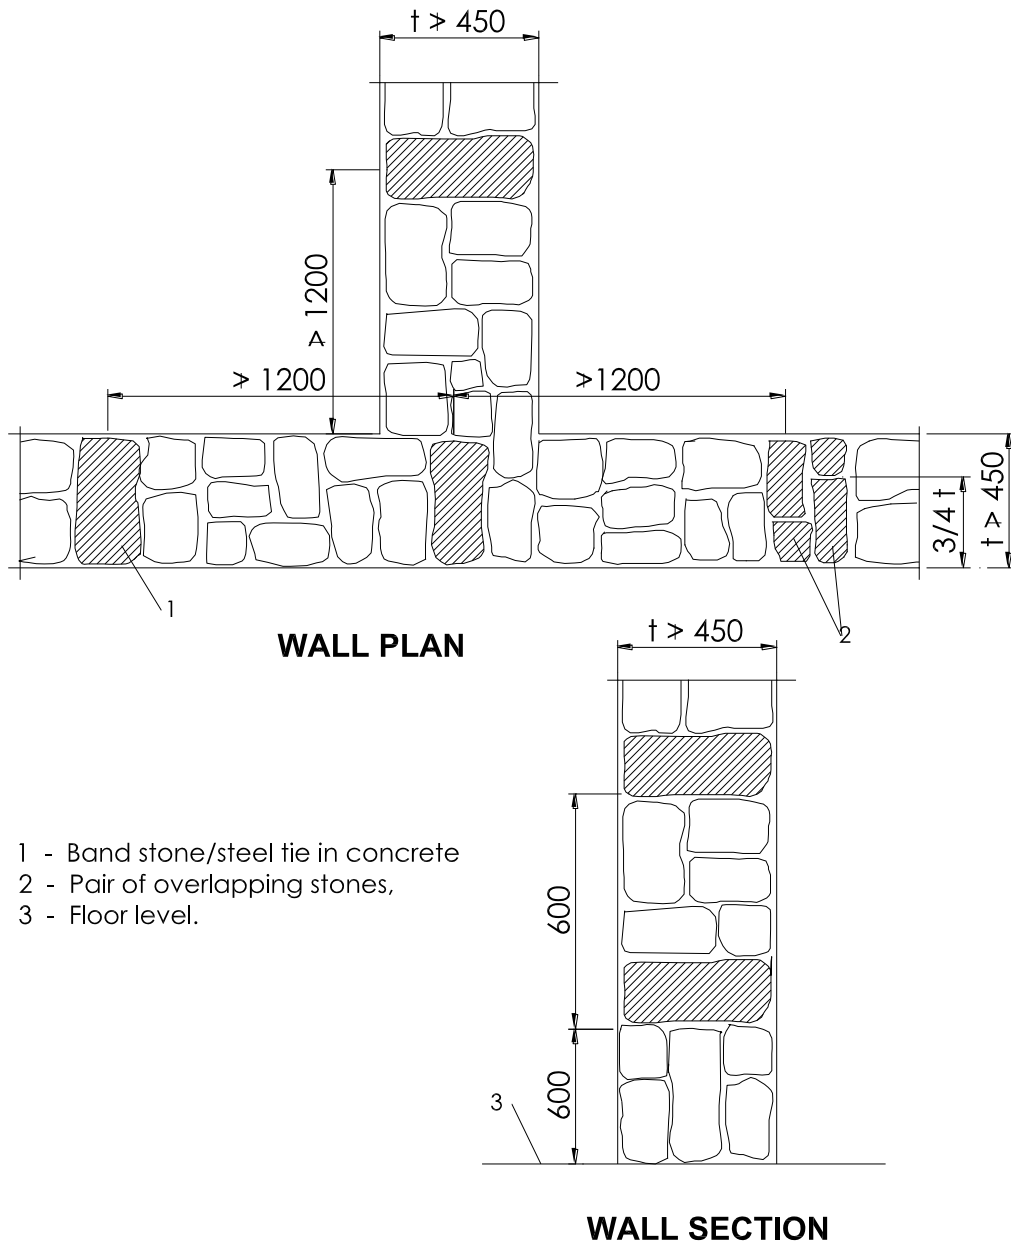 t ≯ 450
≯ 1200
≯ 1200
≯1200
3/4 t
t ≯ 450
1
2
WALL PLAN
t ≯ 450
1 - Band stone/steel tie in concrete
2 - Pair of overlapping stones,
3 - Floor level.
600
600
3
WALL SECTION